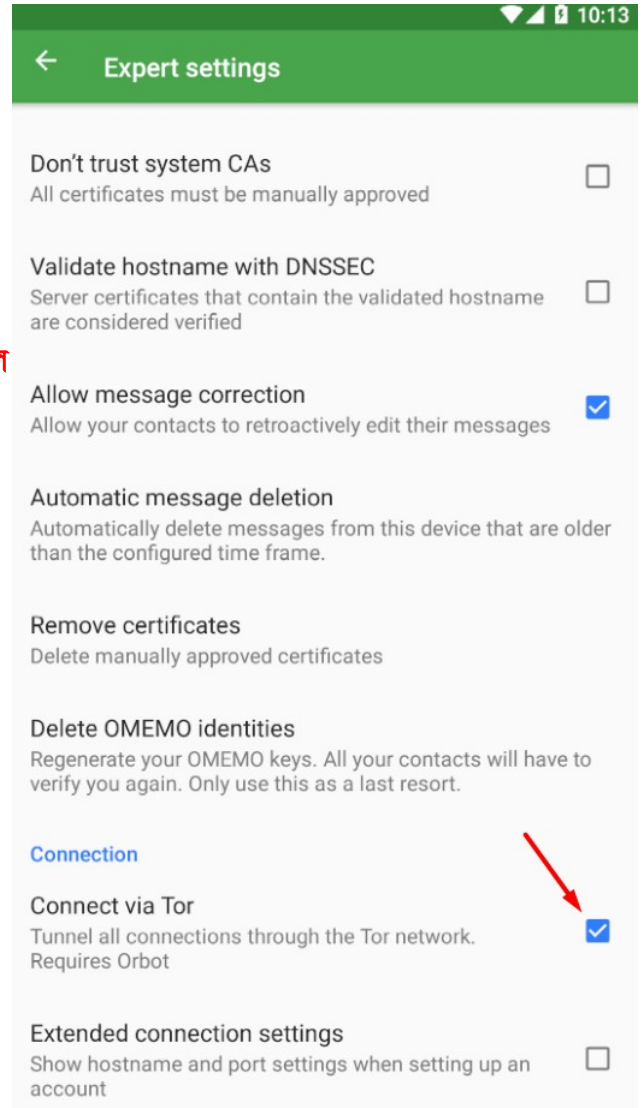 10:13
Expert settings
Don't trust system CAs
All certificates must be manually approved
Validate hostname with DNSSEC
Server certificates that contain the validated hostname
are considered verified
Allow message correction
Allow your contacts to retroactively edit their messages
Automatic message deletion
Automatically delete messages from this device that are older
than the configured time frame.
Remove certificates
Delete manually approved certificates
Delete OMEMO identities
Regenerate your OMEMO keys. All your contacts will have to
verify you again. Only use this as a last resort.
Connection
Connect via Tor
Tunnel all connections through the Tor network.
Requires Orbot
Extended connection settings
Show hostname and port settings when setting up an
account